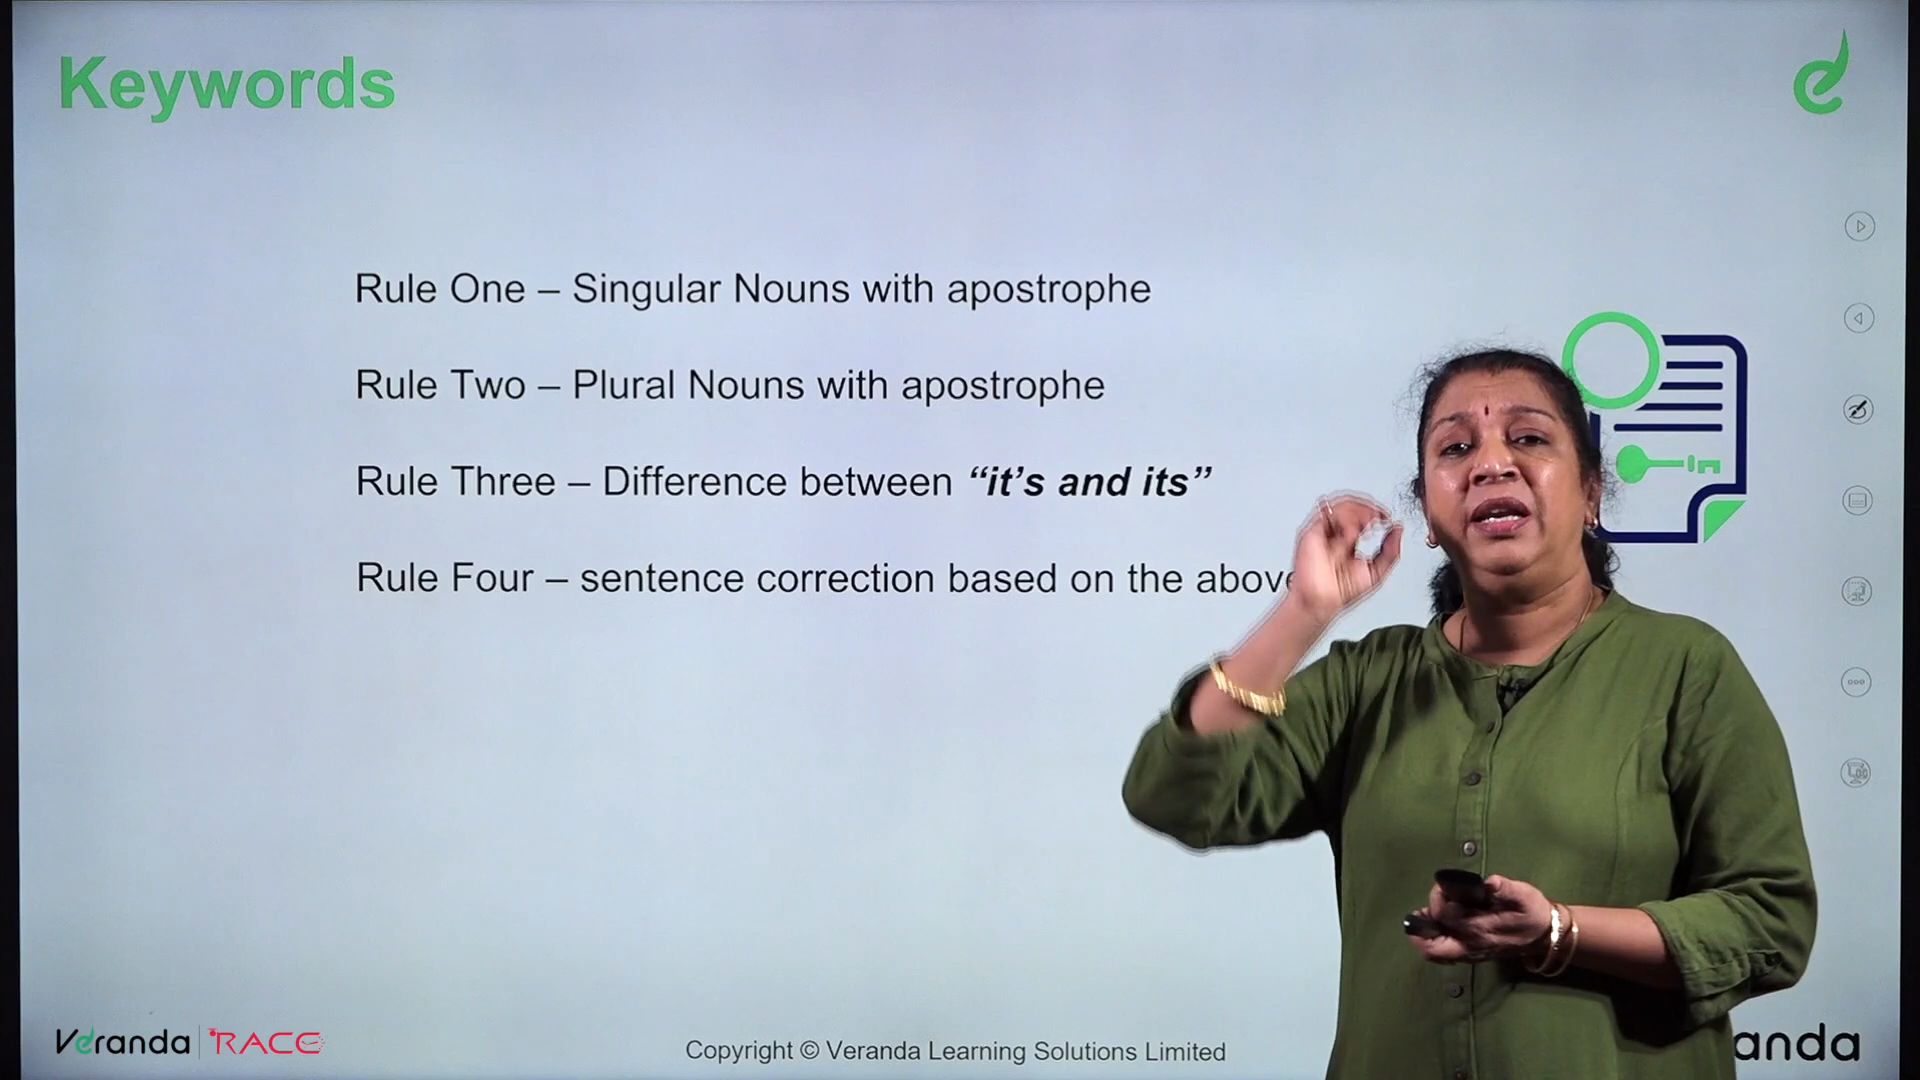 Keywords
Rule One – Singular Nouns with apostrophe
Rule Two – Plural Nouns with apostrophe
Rule Three – Difference between “it’s and its”
Rule Four – sentence correction based on the above
Veranda RACE
Copyright © Veranda Learning Solutions Limited
anda